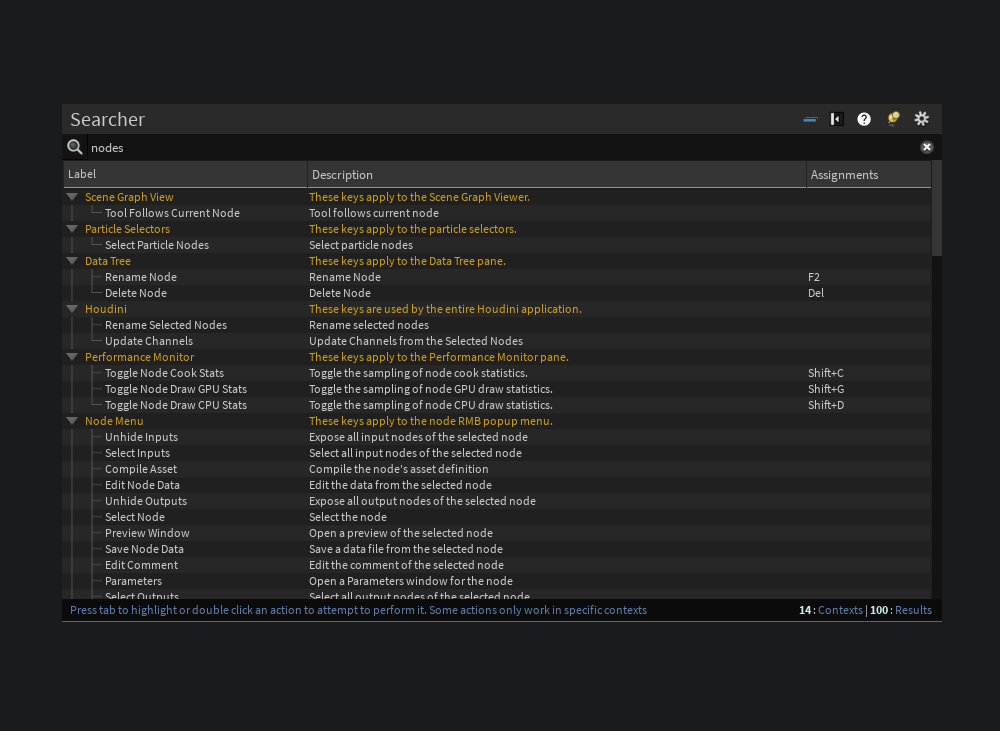 Searcher
nodes
Label Description Assignments
Scene Graph View These keys apply to the Scene Graph Viewer.
Tool Follows Current Node Tool follows current node
Particle Selectors These keys apply to the particle selectors.
Select Particle Nodes Select particle nodes
Data Tree These keys apply to the Data Tree pane.
Rename Node Rename Node F2
Delete Node Delete Node Del
Houdini These keys are used by the entire Houdini application.
Rename Selected Nodes Rename selected nodes
Update Channels Update Channels from the Selected Nodes
Performance Monitor These keys apply to the Performance Monitor pane.
Toggle Node Cook Stats Toggle the sampling of node cook statistics. Shift+C
Toggle Node Draw GPU Stats Toggle the sampling of node GPU draw statistics. Shift+G
Toggle Node Draw CPU Stats Toggle the sampling of node CPU draw statistics. Shift+D
Node Menu These keys apply to the node RMB popup menu.
Unhide Inputs Expose all input nodes of the selected node
Select Inputs Select all input nodes of the selected node
Compile Asset Compile the node's asset definition
Edit Node Data Edit the data from the selected node
Unhide Outputs Expose all output nodes of the selected node
Select Node Select the node
Preview Window Open a preview of the selected node
Save Node Data Save a data file from the selected node
Edit Comment Edit the comment of the selected node
Parameters Open a Parameters window for the node
Select Outputs Select all output nodes of the selected node
Press tab to highlight or double click an action to attempt to perform it. Some actions only work in specific contexts 14 : Contexts | 100 : Results